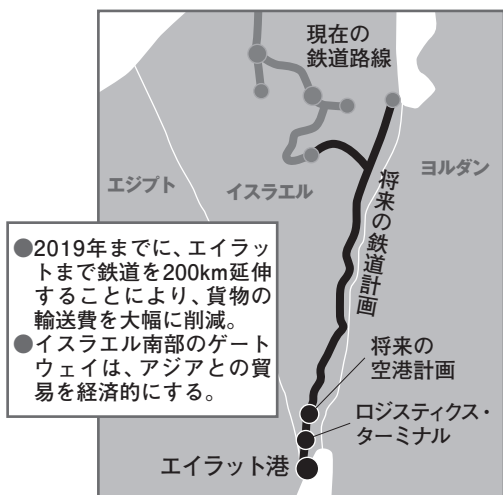 現在の
鉄道路線
ヨルダン
エジプト
イスラエル
将来の鉄道計画
●2019年までに、エイラッ
トまで鉄道を200km延伸
することにより、貨物の
輸送費を大幅に削減。
●イスラエル南部のゲート
ウェイは、アジアとの貿
易を経済的にする。
将来の
空港計画
ロジスティクス・
ターミナル
エイラット港